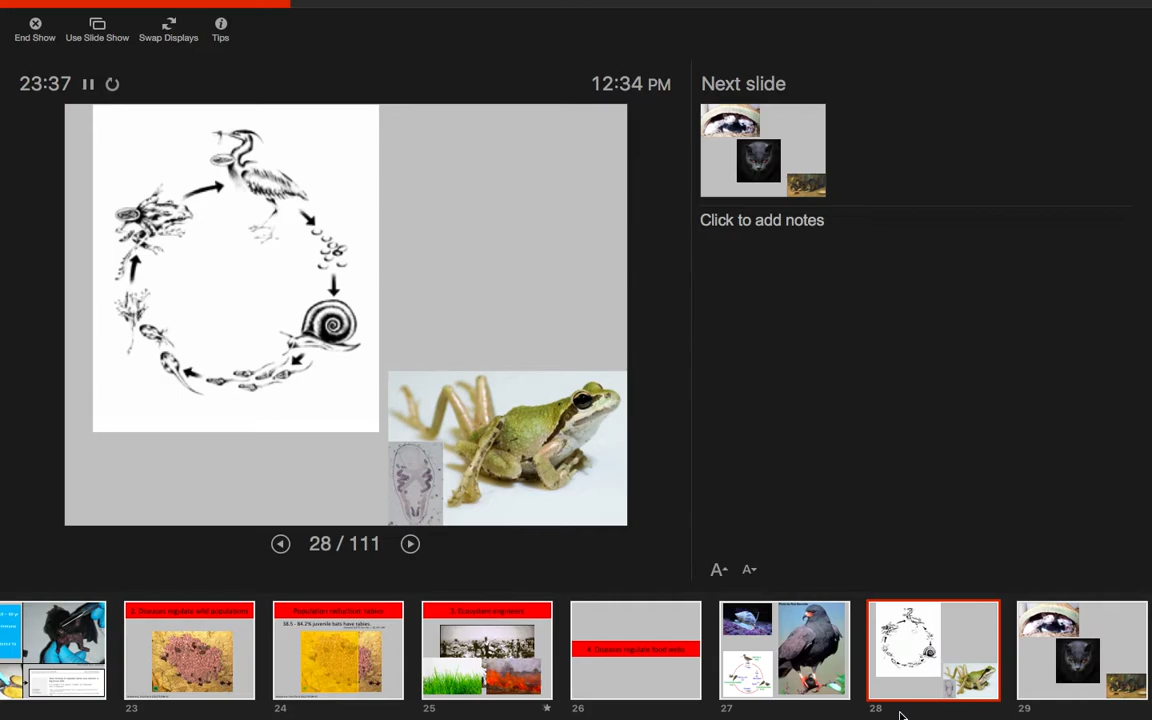 End Show
Use Slide Show
Swap Displays
Tips
23:37
12:34 PM
Next slide
Click to add notes
28 / 111
2. Diseases regulate wild populations
Population reduction: rabies
38.5 - 84.2% juvenile bats have rabies.
3. Ecosystem engineers
4. Diseases regulate food webs
23
24
25
26
27
28
29